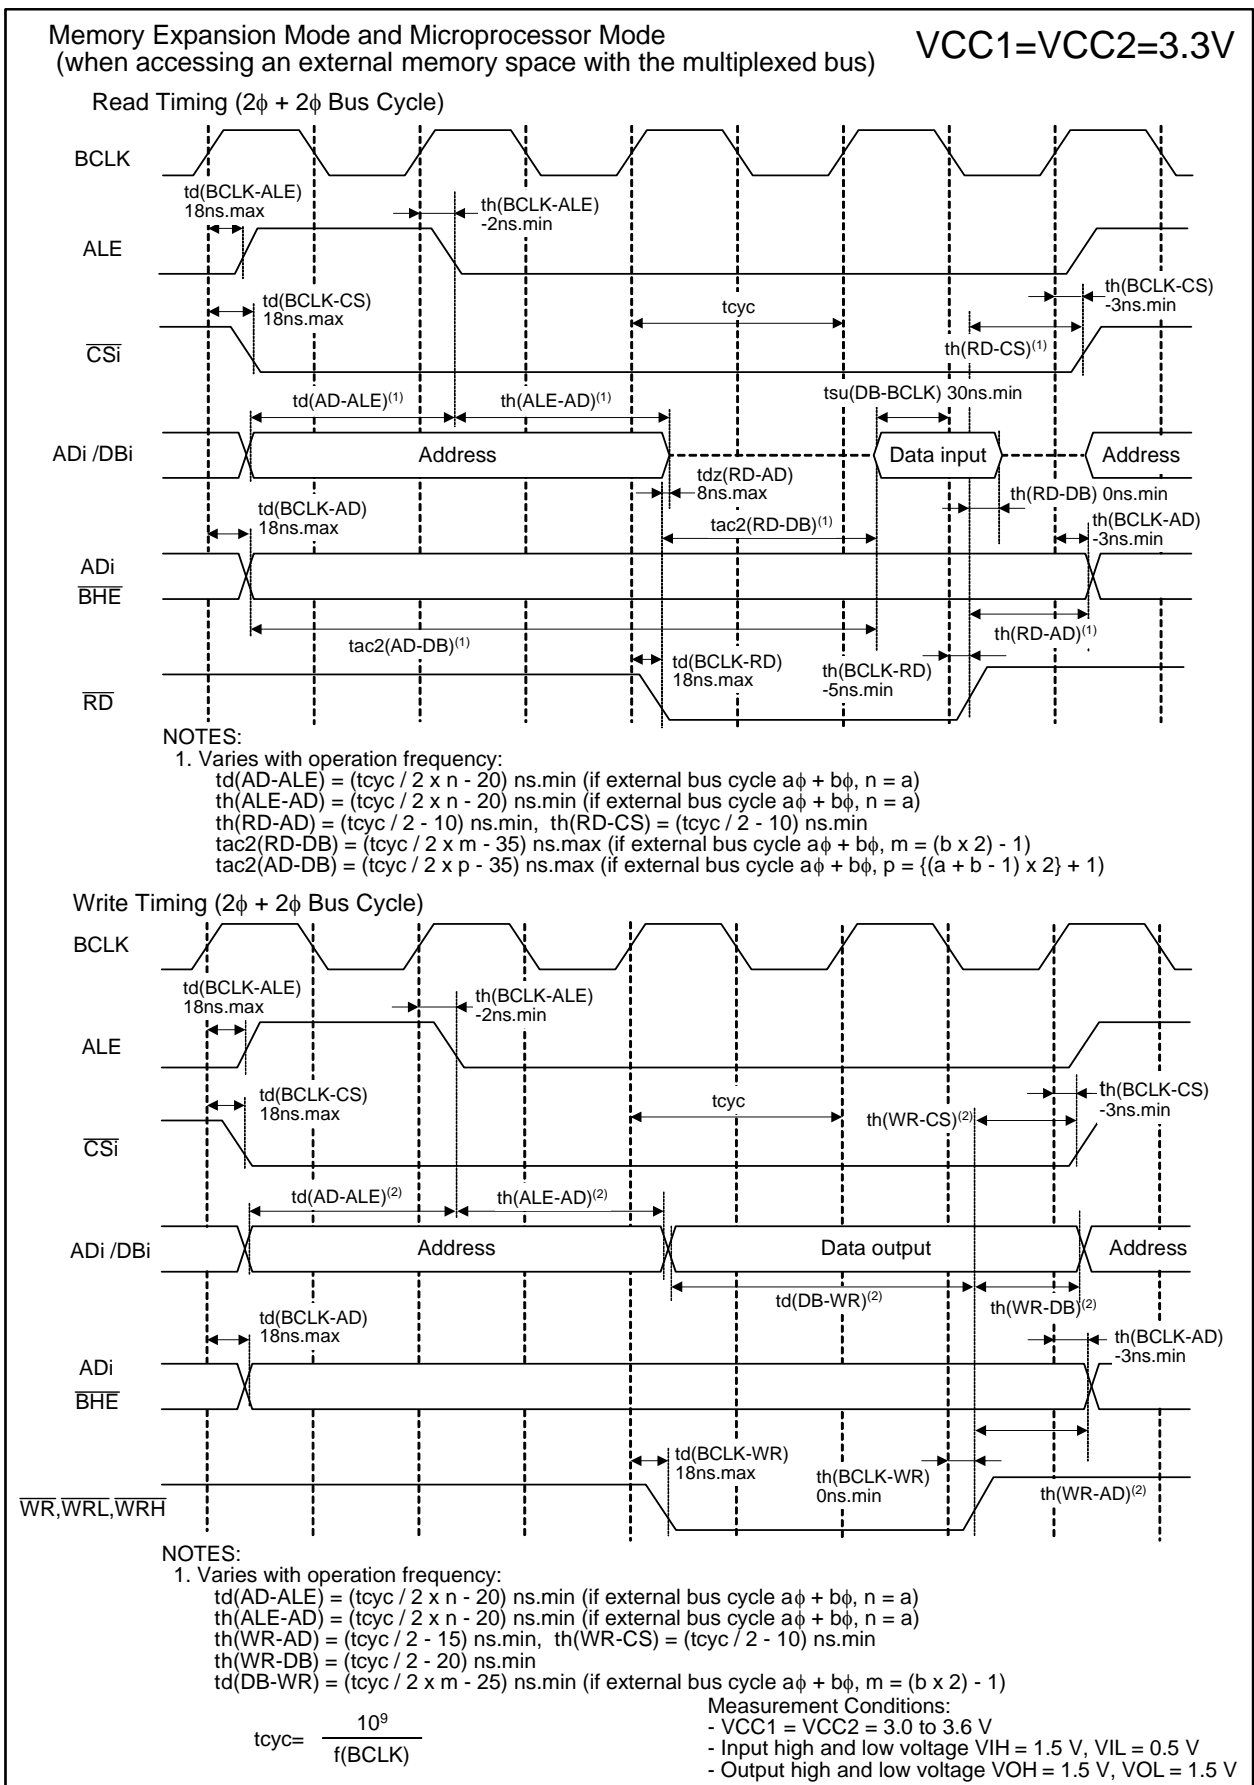 Memory Expansion Mode and Microprocessor Mode
(when accessing an external memory space with the multiplexed bus)
VCC1=VCC2=3.3V
Read Timing (2ϕ + 2ϕ Bus Cycle)
BCLK
td(BCLK-ALE)
18ns.max
th(BCLK-ALE)
-2ns.min
ALE
td(BCLK-CS)
18ns.max
tcyc
th(BCLK-CS)
-3ns.min
CSi
th(RD-CS)(1)
td(AD-ALE)(1)
th(ALE-AD)(1)
tsu(DB-BCLK) 30ns.min
ADi /DBi
Address
Data input
Address
tdz(RD-AD)
8ns.max
th(RD-DB) 0ns.min
td(BCLK-AD)
18ns.max
tac2(RD-DB)(1)
th(BCLK-AD)
-3ns.min
ADi
BHE
tac2(AD-DB)(1)
th(RD-AD)(1)
td(BCLK-RD)
18ns.max
th(BCLK-RD)
-5ns.min
RD
NOTES:
1. Varies with operation frequency:
td(AD-ALE) = (tcyc / 2 x n - 20) ns.min (if external bus cycle aϕ + bϕ, n = a)
th(ALE-AD) = (tcyc / 2 x n - 20) ns.min (if external bus cycle aϕ + bϕ, n = a)
th(RD-AD) = (tcyc / 2 - 10) ns.min, th(RD-CS) = (tcyc / 2 - 10) ns.min
tac2(RD-DB) = (tcyc / 2 x m - 35) ns.max (if external bus cycle aϕ + bϕ, m = (b x 2) - 1)
tac2(AD-DB) = (tcyc / 2 x p - 35) ns.max (if external bus cycle aϕ + bϕ, p = {(a + b - 1) x 2} + 1)
Write Timing (2ϕ + 2ϕ Bus Cycle)
BCLK
td(BCLK-ALE)
18ns.max
th(BCLK-ALE)
-2ns.min
ALE
td(BCLK-CS)
18ns.max
tcyc
th(WR-CS)(2)
th(BCLK-CS)
-3ns.min
CSi
td(AD-ALE)(2)
th(ALE-AD)(2)
ADi /DBi
Address
Data output
Address
td(DB-WR)(2)
th(WR-DB)(2)
td(BCLK-AD)
18ns.max
th(BCLK-AD)
-3ns.min
ADi
BHE
td(BCLK-WR)
18ns.max
th(BCLK-WR)
0ns.min
th(WR-AD)(2)
WR,WRL,WRH
NOTES:
1. Varies with operation frequency:
td(AD-ALE) = (tcyc / 2 x n - 20) ns.min (if external bus cycle aϕ + bϕ, n = a)
th(ALE-AD) = (tcyc / 2 x n - 20) ns.min (if external bus cycle aϕ + bϕ, n = a)
th(WR-AD) = (tcyc / 2 - 15) ns.min, th(WR-CS) = (tcyc / 2 - 10) ns.min
th(WR-DB) = (tcyc / 2 - 20) ns.min
td(DB-WR) = (tcyc / 2 x m - 25) ns.min (if external bus cycle aϕ + bϕ, m = (b x 2) - 1)
tcyc= 10⁹
f(BCLK)
Measurement Conditions:
- VCC1 = VCC2 = 3.0 to 3.6 V
- Input high and low voltage VIH = 1.5 V, VIL = 0.5 V
- Output high and low voltage VOH = 1.5 V, VOL = 1.5 V